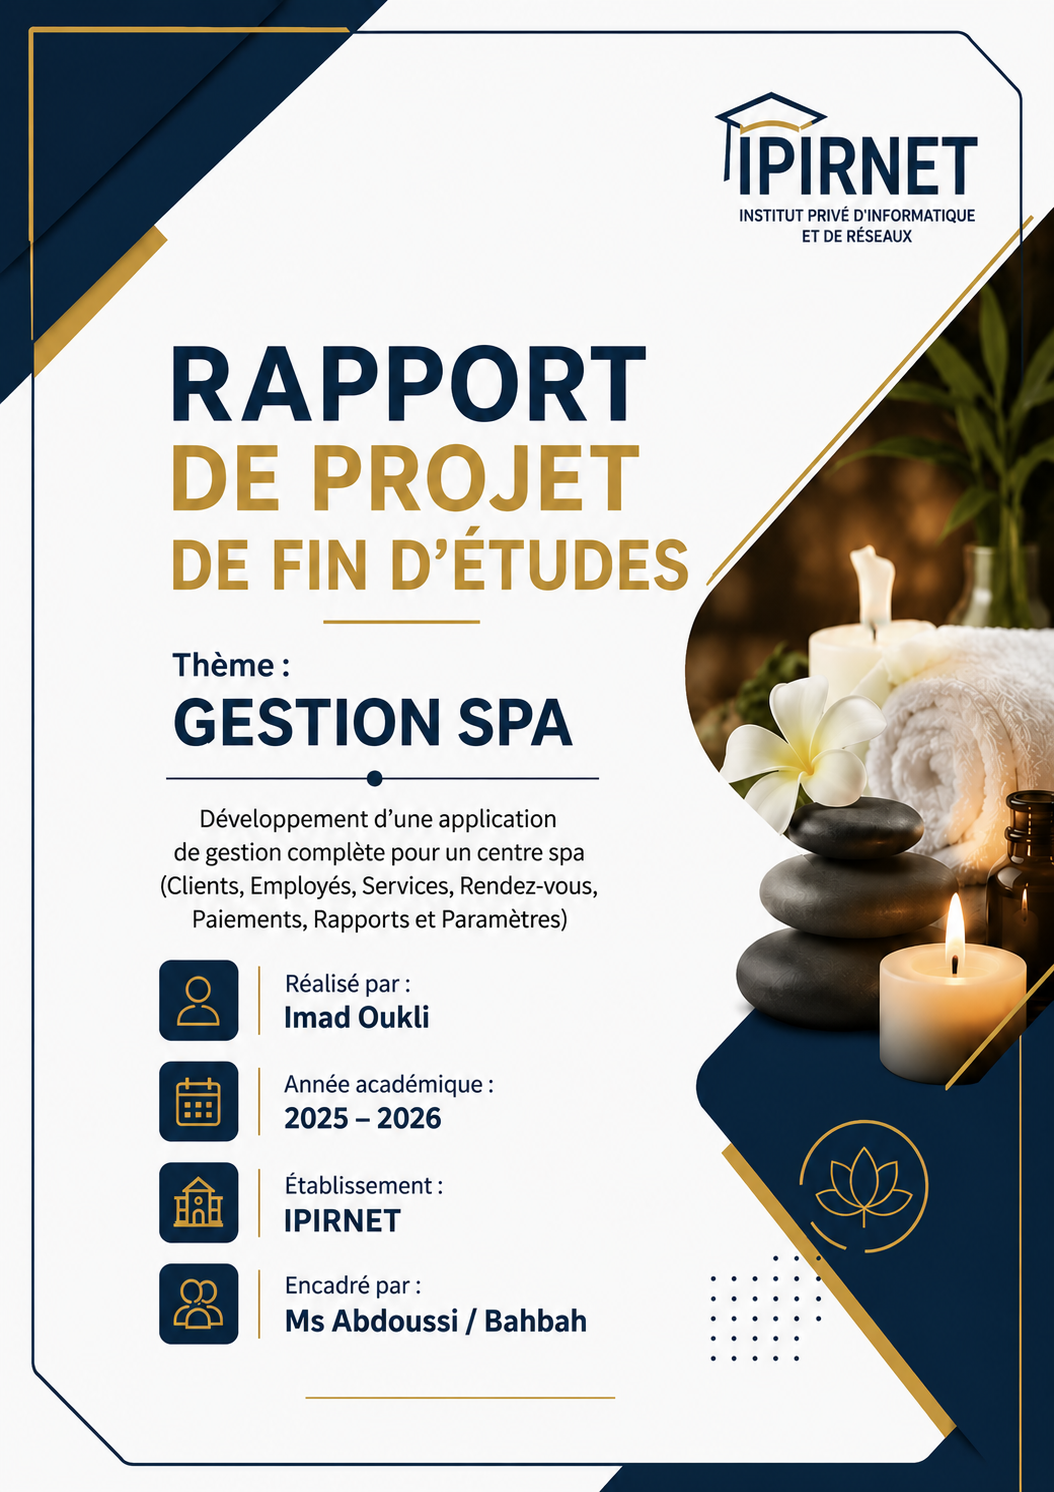 IPIRNET
INSTITUT PRIVÉ D'INFORMATIQUE
ET DE RÉSEAUX
RAPPORT
DE PROJET
DE FIN D’ÉTUDES
Thème :
GESTION SPA
Développement d’une application
de gestion complète pour un centre spa
(Clients, Employés, Services, Rendez-vous,
Paiements, Rapports et Paramètres)
Réalisé par :
Imad Oukli
Année académique :
2025 – 2026
Établissement :
IPIRNET
Encadré par :
Ms Abdoussi / Bahbah